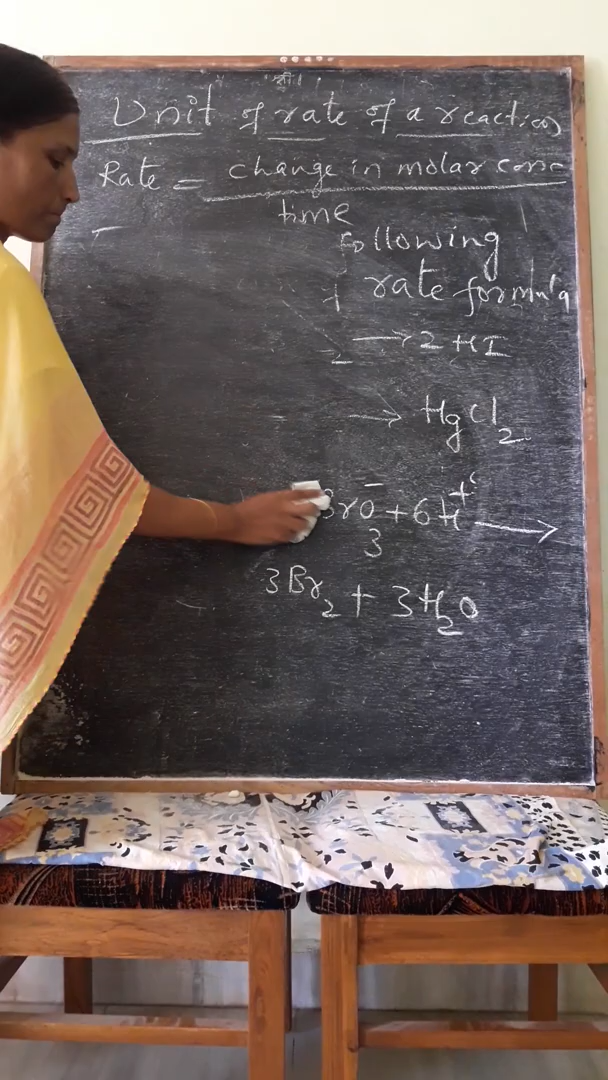 श्री
Unit of rate of a reaction
Rate = change in molar conc
time
Following
rate formula
2 → 2HI
→ HgCl2
BrO3- + 6H+ →
3Br2 + 3H2O